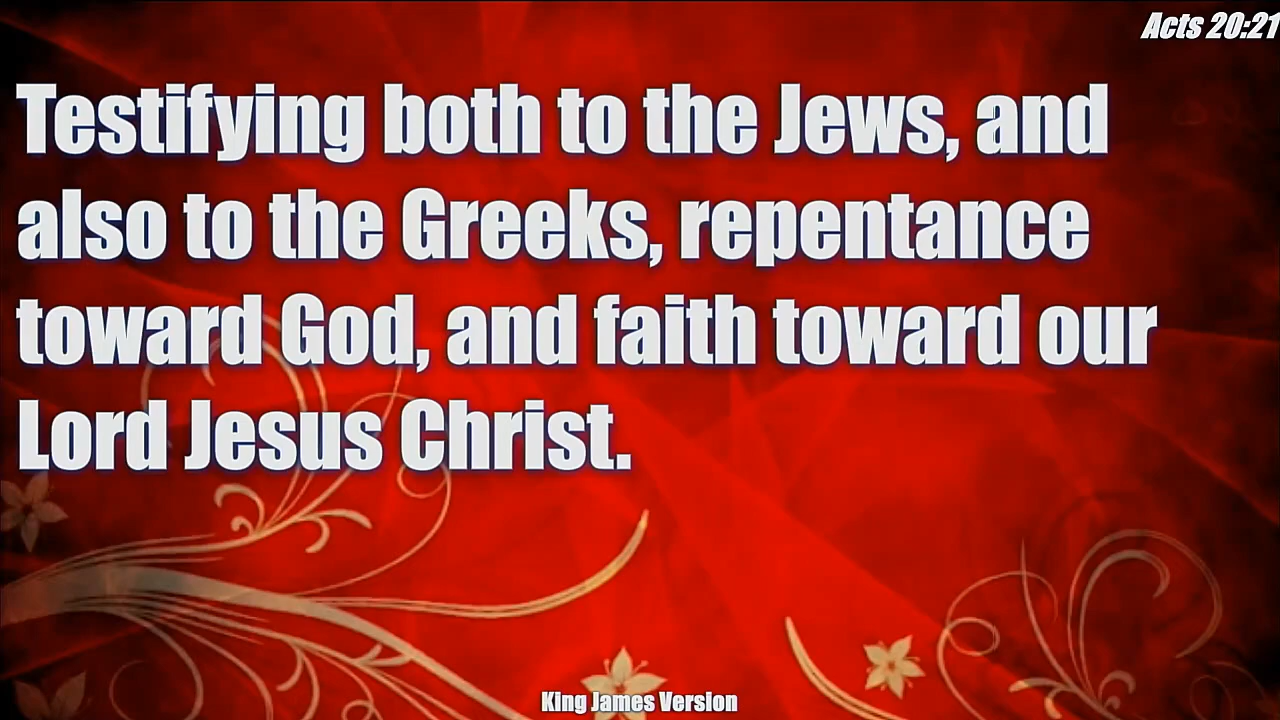 Acts 20:21
Testifying both to the Jews, and
also to the Greeks, repentance
toward God, and faith toward our
Lord Jesus Christ.
King James Version